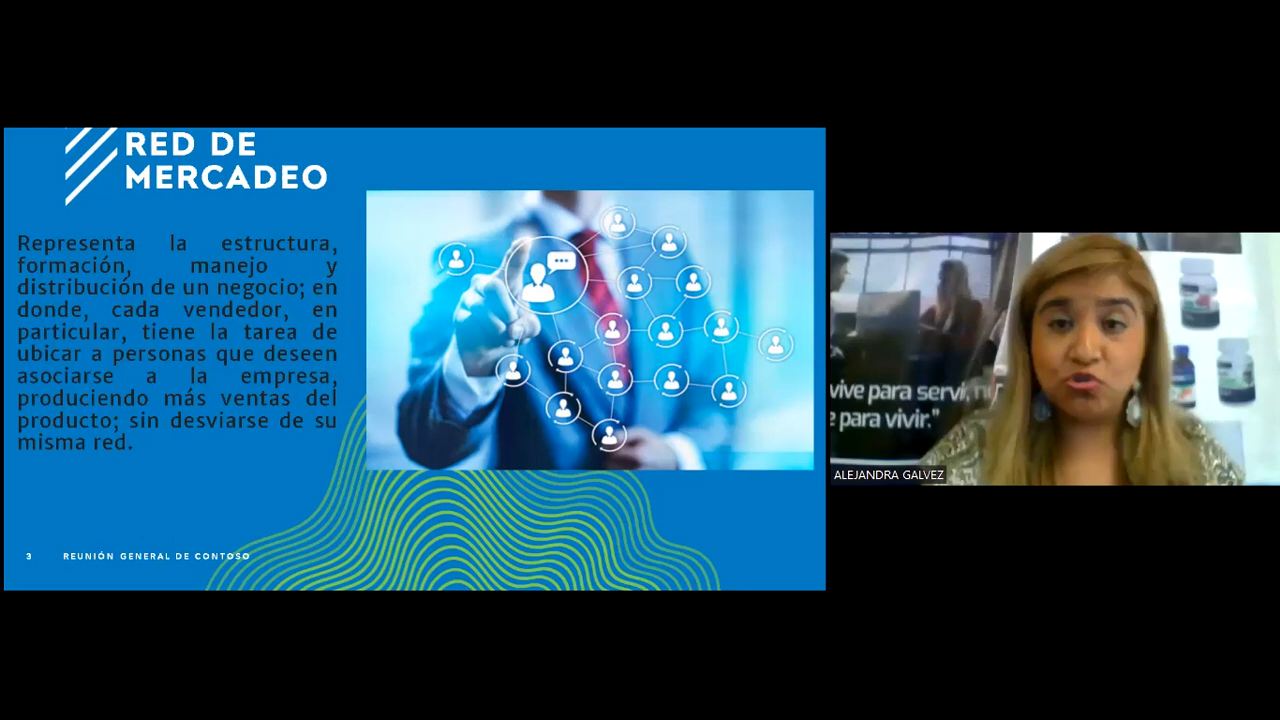 RED DE
MERCADEO
Representa la estructura,
formación, manejo y
distribución de un negocio; en
donde, cada vendedor, en
particular, tiene la tarea de
ubicar a personas que deseen
asociarse a la empresa,
produciendo más ventas del
producto; sin desviarse de su
misma red.
3 REUNIÓN GENERAL DE CONTOSO
vive para servi, no
para vivir."
ALEJANDRA GALVEZ